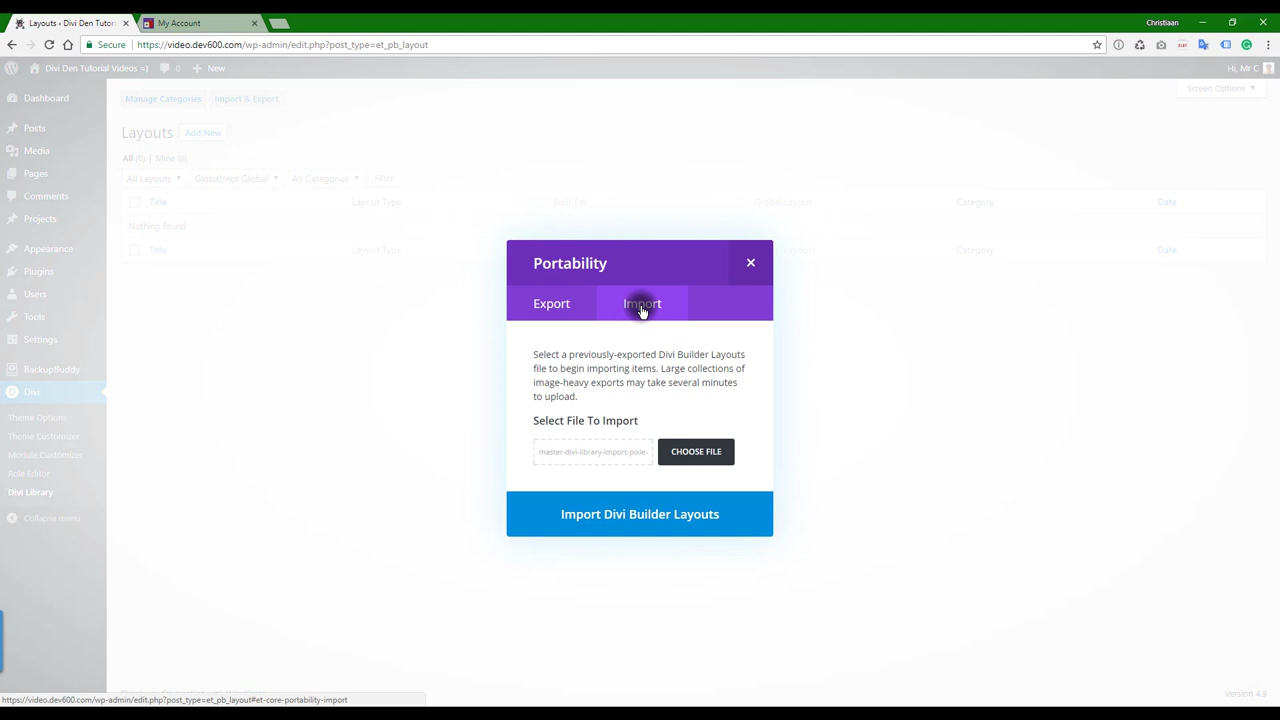 Layouts ‹ Divi Den Tutori
My Account
Christiaan
Secure
https://video.dev600.com/wp-admin/edit.php?post_type=et_pb_layout
Divi Den Tutorial Videos =)
0
New
Hi, Mr C
Dashboard
Posts
Media
Pages
Comments
Projects
Appearance
Plugins
Users
Tools
Settings
BackupBuddy
Divi
Theme Options
Theme Customizer
Module Customizer
Role Editor
Divi Library
Collapse menu
Manage Categories
Import & Export
Screen Options
Layouts
Add New
All (0) | Mine (0)
All Layouts
Global/not Global
All Categories
Filter
Title
Layout Type
Built For
Global Layout
Category
Date
Nothing found
Title
Layout Type
Layout
Category
Date
Portability
Export
Import
Select a previously-exported Divi Builder Layouts
file to begin importing items. Large collections of
image-heavy exports may take several minutes
to upload.
Select File To Import
master-divi-library-import-pixie-
CHOOSE FILE
Import Divi Builder Layouts
https://video.dev600.com/wp-admin/edit.php?post_type=et_pb_layout#et-core-portability-import
Version 4.9